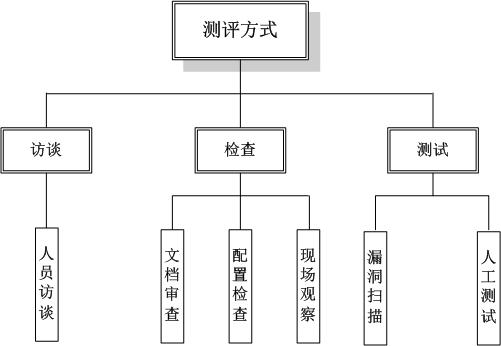 测评方式
访谈
检查
测试
人员访谈
文档审查
配置检查
现场观察
漏洞扫描
人工测试